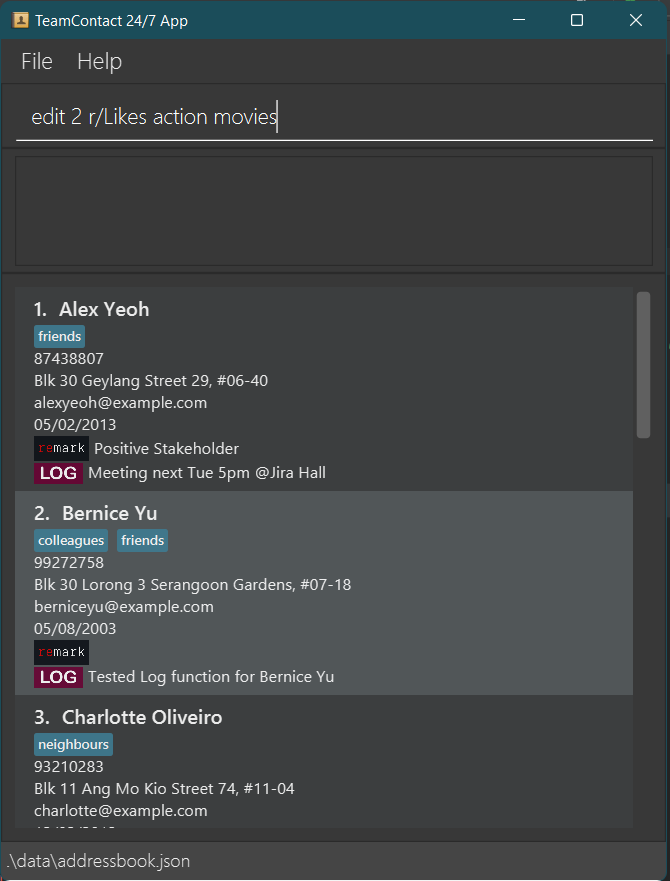 TeamContact 24/7 App
File Help
edit 2 r/Likes action movies
1. Alex Yeoh
friends
87438807
Blk 30 Geylang Street 29, #06-40
alexyeoh@example.com
05/02/2013
remark Positive Stakeholder
LOG Meeting next Tue 5pm @Jira Hall
2. Bernice Yu
colleagues friends
99272758
Blk 30 Lorong 3 Serangoon Gardens, #07-18
berniceyu@example.com
05/08/2003
remark
LOG Tested Log function for Bernice Yu
3. Charlotte Oliveiro
neighbours
93210283
Blk 11 Ang Mo Kio Street 74, #11-04
charlotte@example.com
.\data\addressbook.json